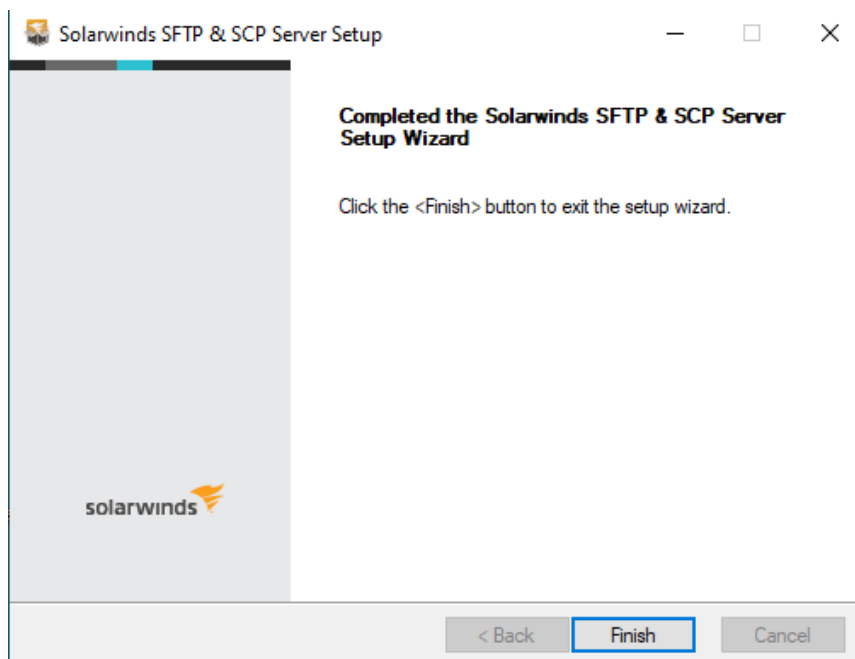 Solarwinds SFTP & SCP Server Setup
Completed the Solarwinds SFTP & SCP Server
Setup Wizard
Click the <Finish> button to exit the setup wizard.
solarwinds
< Back
Finish
Cancel